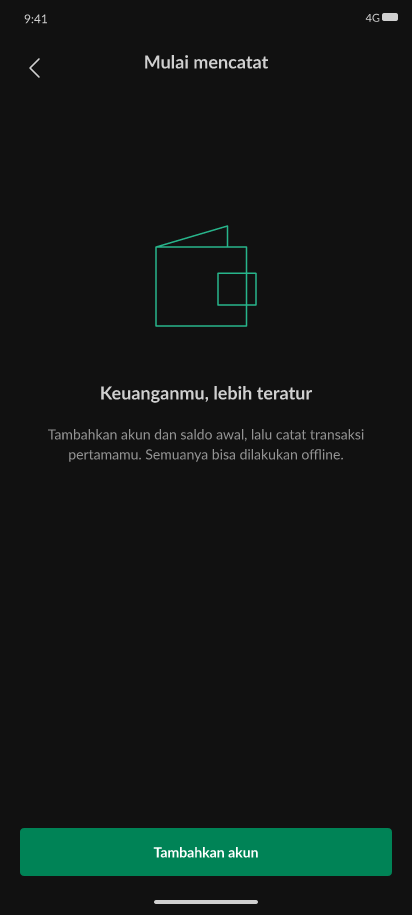 9:41
4G
Mulai mencatat
Keuanganmu, lebih teratur
Tambahkan akun dan saldo awal, lalu catat transaksi
pertamamu. Semuanya bisa dilakukan offline.
Tambahkan akun